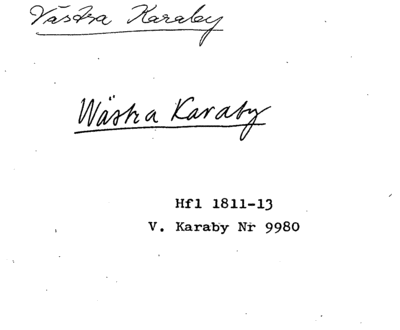 Västra Karaby
Wästra Karaby
Hfl 1811-13
V. Karaby Nr 9980